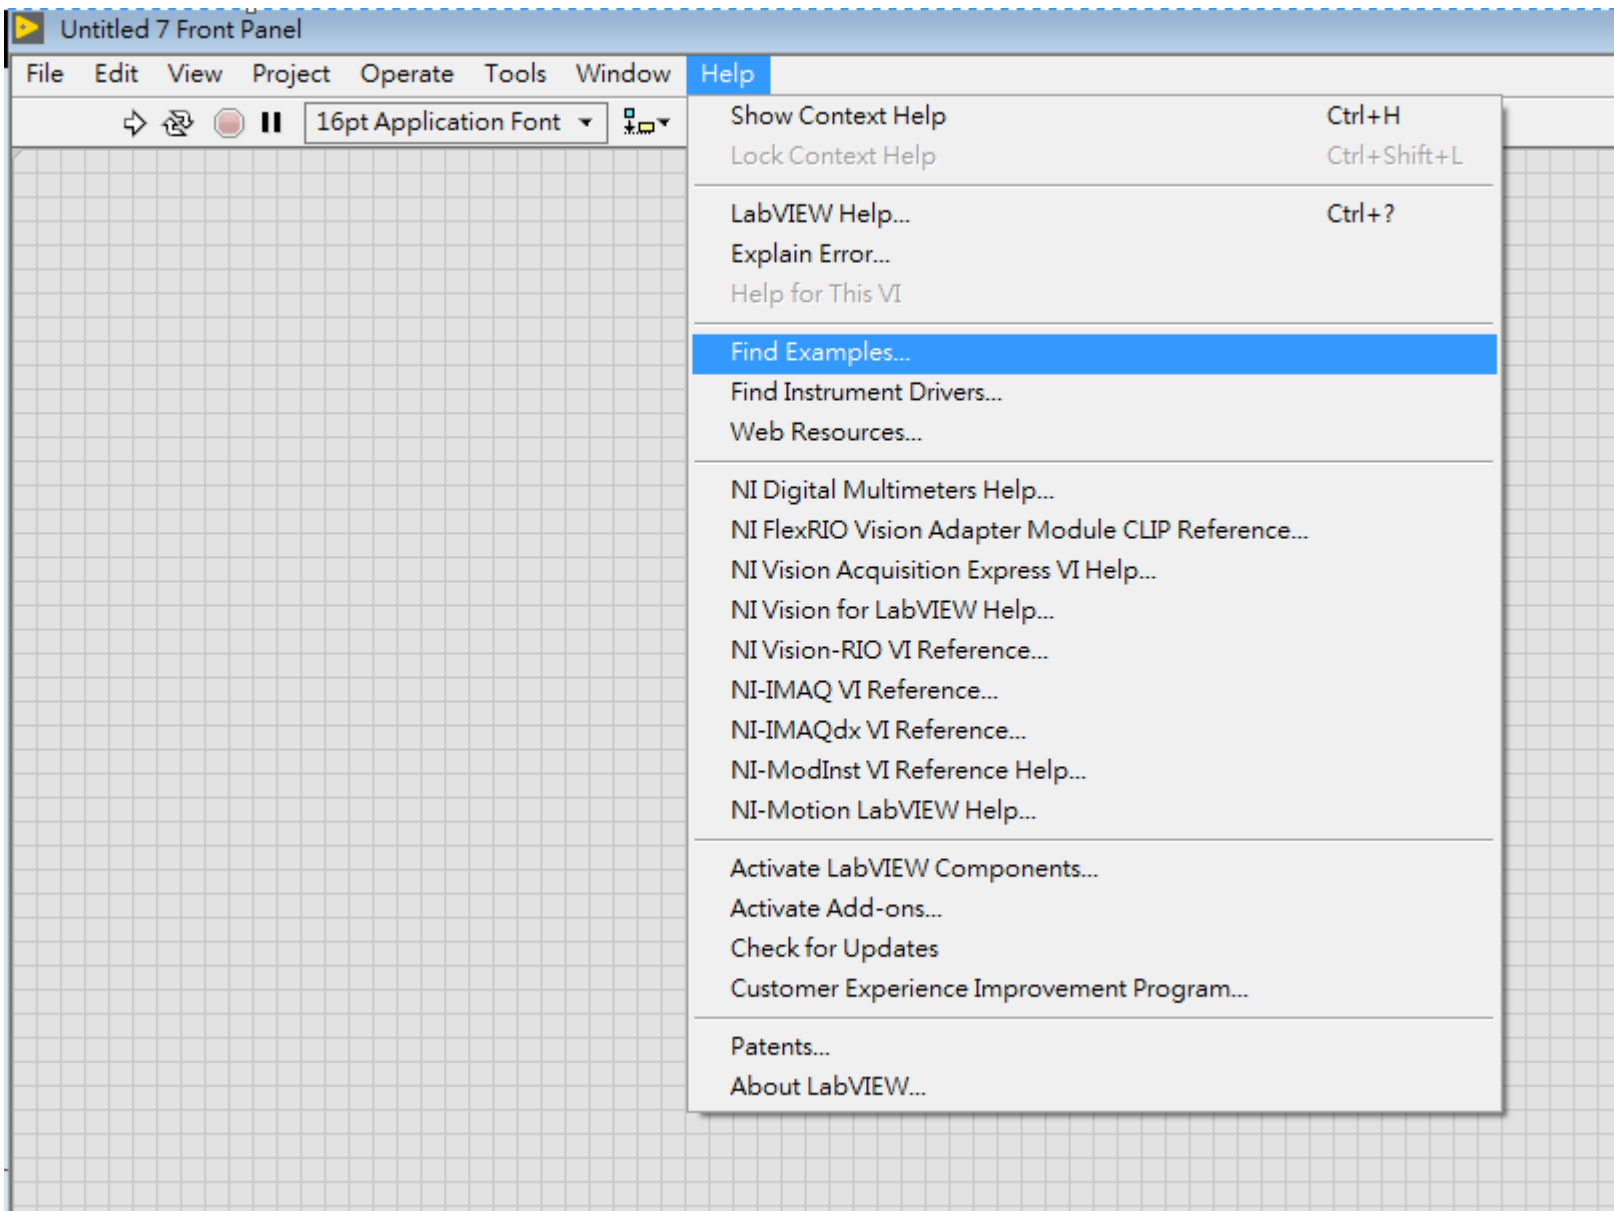 Untitled 7 Front Panel
File Edit View Project Operate Tools Window Help
16pt Application Font
Show Context Help Ctrl+H
Lock Context Help Ctrl+Shift+L
LabVIEW Help... Ctrl+?
Explain Error...
Help for This VI
Find Examples...
Find Instrument Drivers...
Web Resources...
NI Digital Multimeters Help...
NI FlexRIO Vision Adapter Module CLIP Reference...
NI Vision Acquisition Express VI Help...
NI Vision for LabVIEW Help...
NI Vision-RIO VI Reference...
NI-IMAQ VI Reference...
NI-IMAQdx VI Reference...
NI-ModInst VI Reference Help...
NI-Motion LabVIEW Help...
Activate LabVIEW Components...
Activate Add-ons...
Check for Updates
Customer Experience Improvement Program...
Patents...
About LabVIEW...